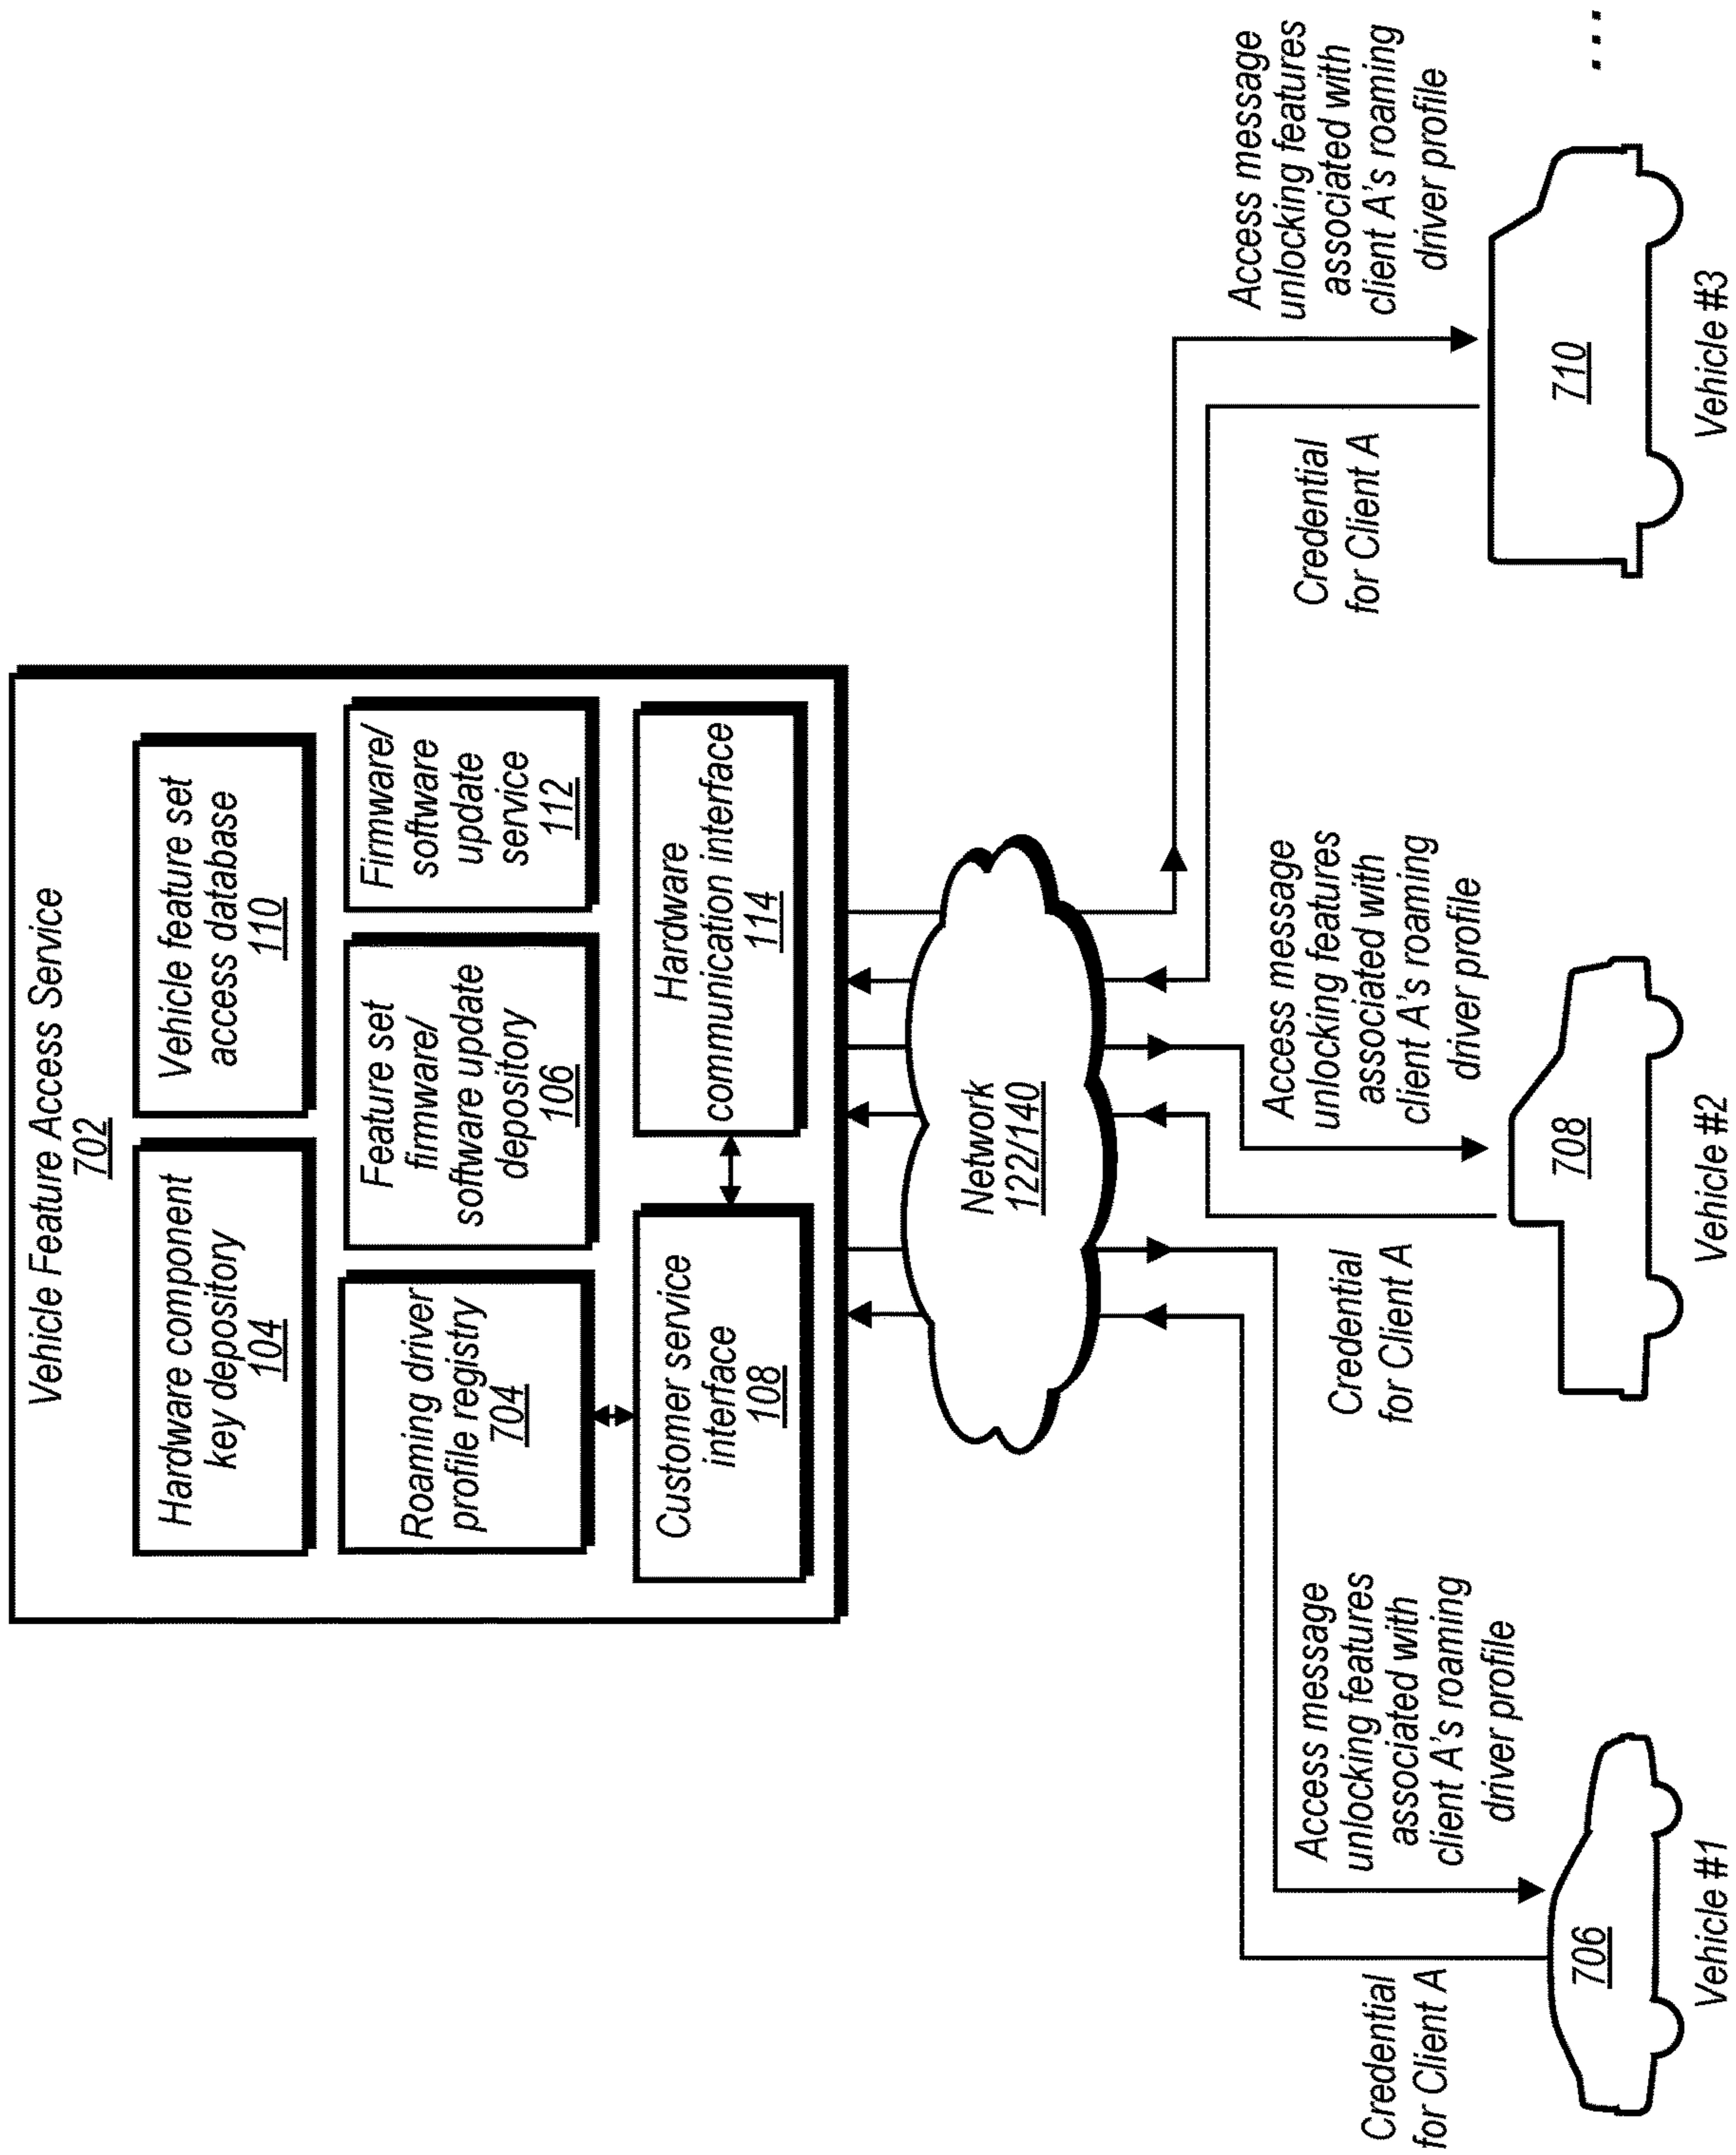 Vehicle Feature Access Service
702
Hardware component
key depository
104
Vehicle feature set
access database
110
Roaming driver
profile registry
704
Feature set
firmware/
software update
depository
106
Firmware/
software
update
service
112
Customer service
interface
108
Hardware
communication interface
114
Network
122/140
Credential
for Client A
Access message
unlocking features
associated with
client A's roaming
driver profile
706
Vehicle #1
Credential
for Client A
Access message
unlocking features
associated with
client A's roaming
driver profile
708
Vehicle #2
Credential
for Client A
Access message
unlocking features
associated with
client A's roaming
driver profile
710
Vehicle #3
...